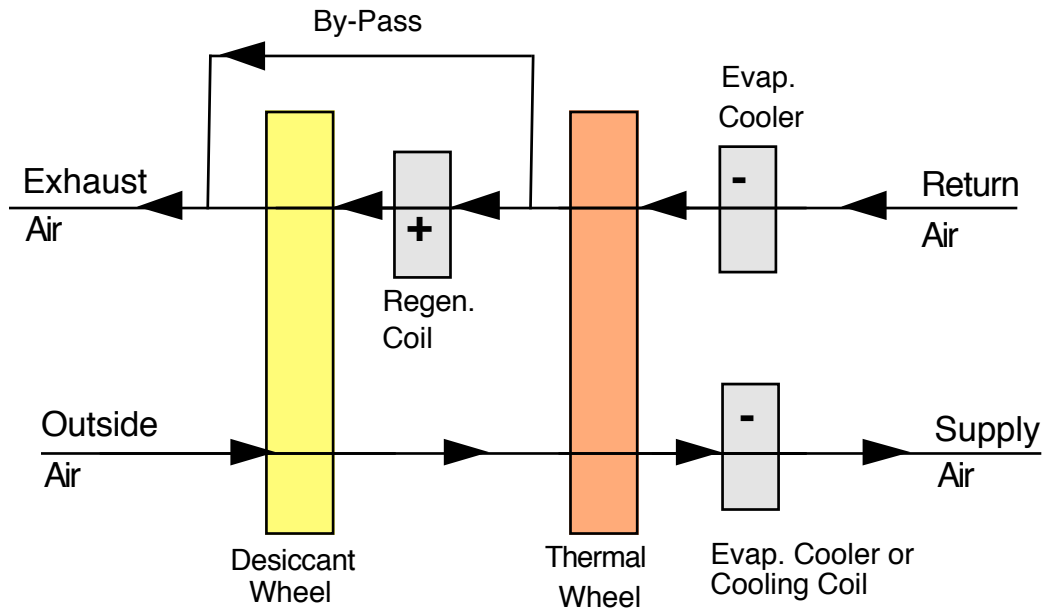 By-Pass
Evap.
Cooler
-
Exhaust
Air
Return
Air
+
Regen.
Coil
-
Outside
Air
Supply
Air
Desiccant
Wheel
Thermal
Wheel
Evap. Cooler or
Cooling Coil